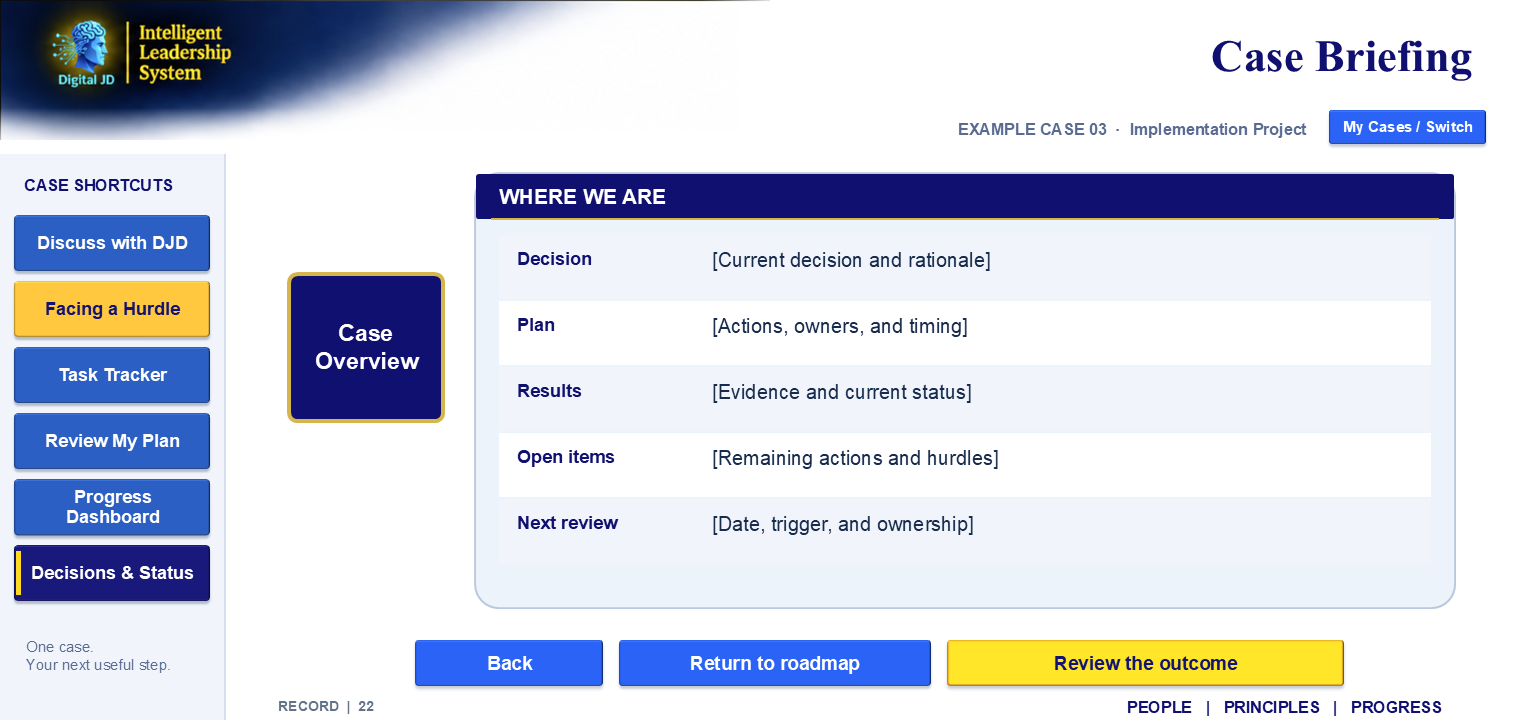 Digital JD
Intelligent
Leadership
System
Case Briefing
EXAMPLE CASE 03 · Implementation Project
My Cases / Switch
CASE SHORTCUTS
Discuss with DJD
Facing a Hurdle
Task Tracker
Review My Plan
Progress
Dashboard
Decisions & Status
One case.
Your next useful step.
Case
Overview
WHERE WE ARE
Decision [Current decision and rationale]
Plan [Actions, owners, and timing]
Results [Evidence and current status]
Open items [Remaining actions and hurdles]
Next review [Date, trigger, and ownership]
Back
Return to roadmap
Review the outcome
RECORD | 22
PEOPLE | PRINCIPLES | PROGRESS